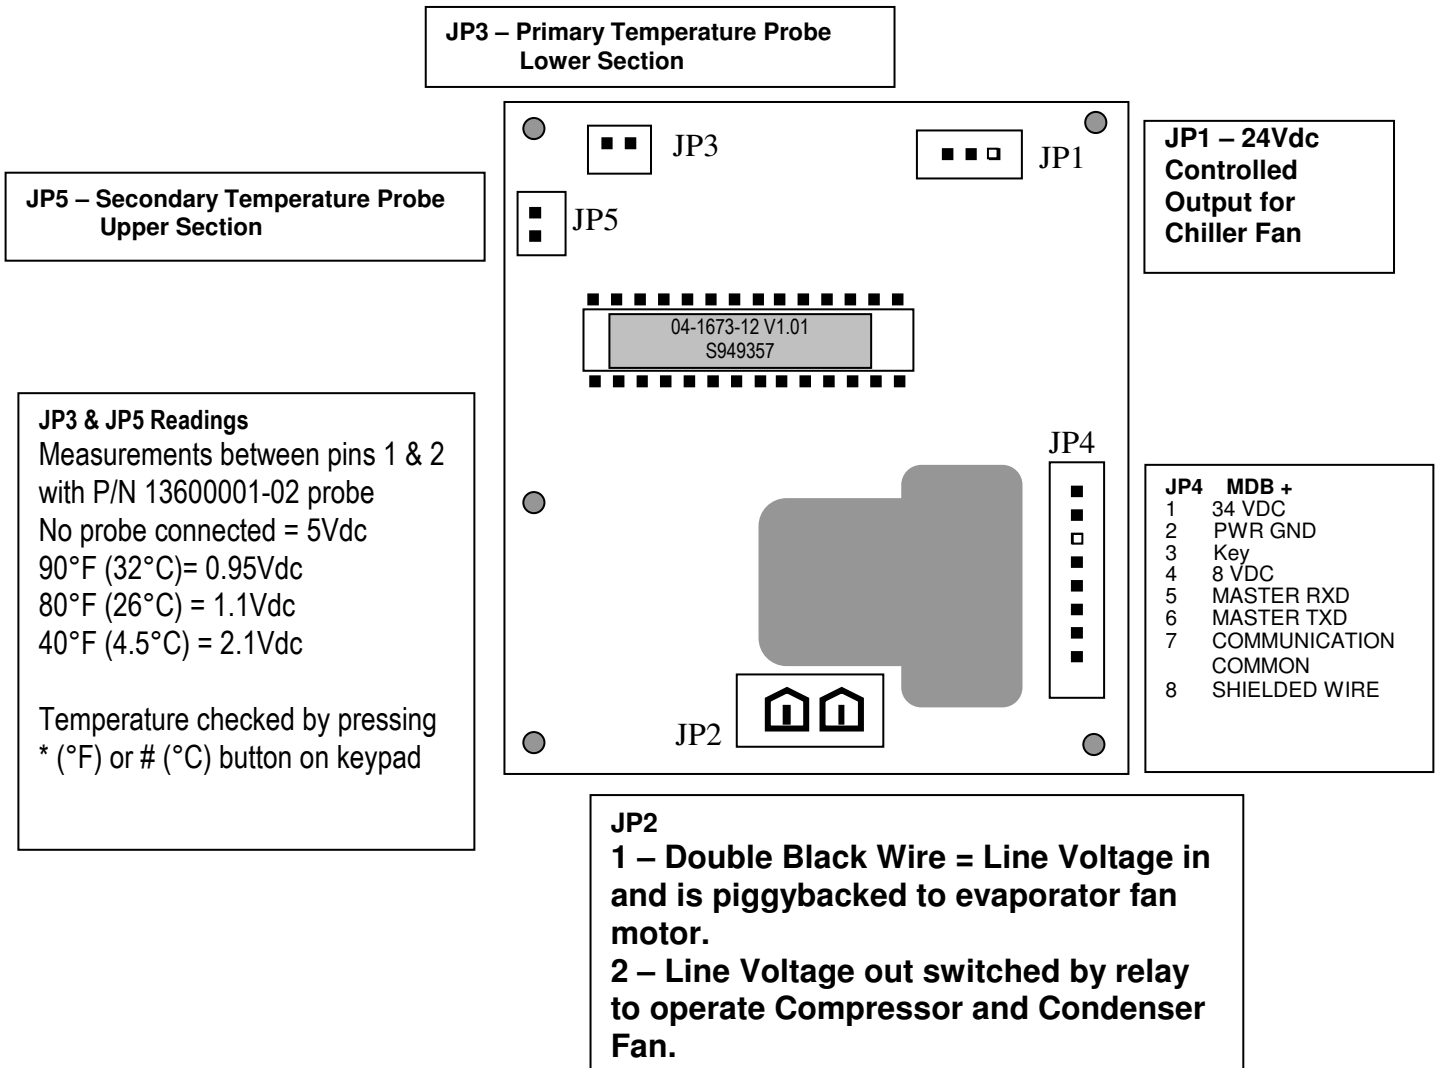 JP3 – Primary Temperature Probe
Lower Section
JP3
JP1
JP1 – 24Vdc
Controlled
Output for
Chiller Fan
JP5 – Secondary Temperature Probe
Upper Section
JP5
04-1673-12 V1.01
S949357
JP3 & JP5 Readings
Measurements between pins 1 & 2
with P/N 13600001-02 probe
No probe connected = 5Vdc
90°F (32°C)= 0.95Vdc
80°F (26°C) = 1.1Vdc
40°F (4.5°C) = 2.1Vdc
Temperature checked by pressing
* (°F) or # (°C) button on keypad
JP4
JP4 MDB +
1 34 VDC
2 PWR GND
3 Key
4 8 VDC
5 MASTER RXD
6 MASTER TXD
7 COMMUNICATION
COMMON
8 SHIELDED WIRE
JP2
JP2
1 – Double Black Wire = Line Voltage in
and is piggybacked to evaporator fan
motor.
2 – Line Voltage out switched by relay
to operate Compressor and Condenser
Fan.